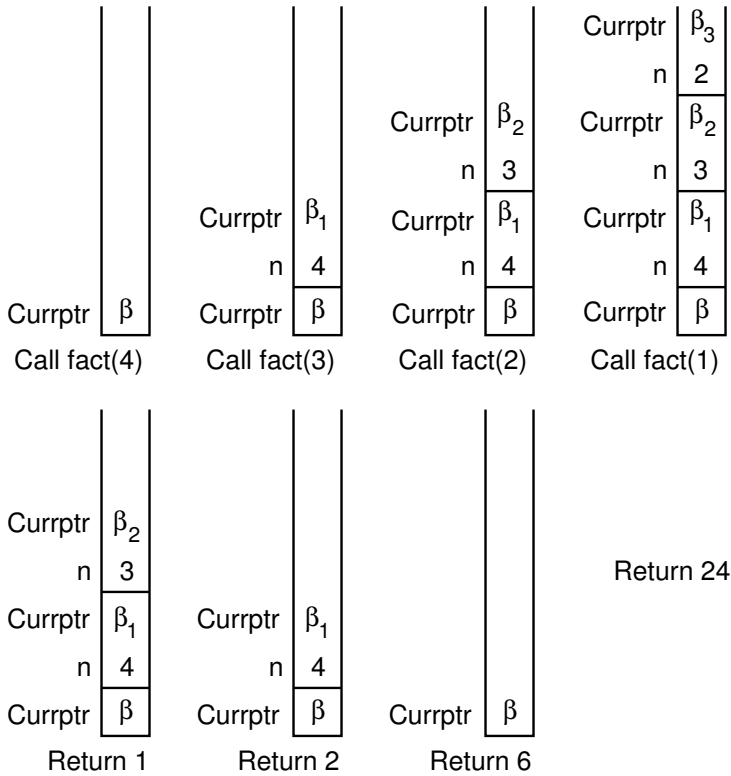 Currptr β3
n 2
Currptr β2 Currptr β2
n 3 n 3
Currptr β1 Currptr β1 Currptr β1
n 4 n 4 n 4
Currptr β Currptr β Currptr β Currptr β
Call fact(4) Call fact(3) Call fact(2) Call fact(1)
Currptr β2
n 3 Return 24
Currptr β1 Currptr β1
n 4 n 4
Currptr β Currptr β Currptr β
Return 1 Return 2 Return 6